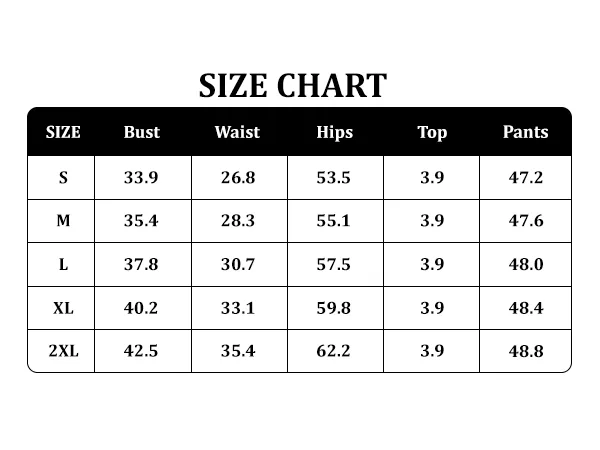 SIZE CHART
SIZE Bust Waist Hips Top Pants
S 33.9 26.8 53.5 3.9 47.2
M 35.4 28.3 55.1 3.9 47.6
L 37.8 30.7 57.5 3.9 48.0
XL 40.2 33.1 59.8 3.9 48.4
2XL 42.5 35.4 62.2 3.9 48.8